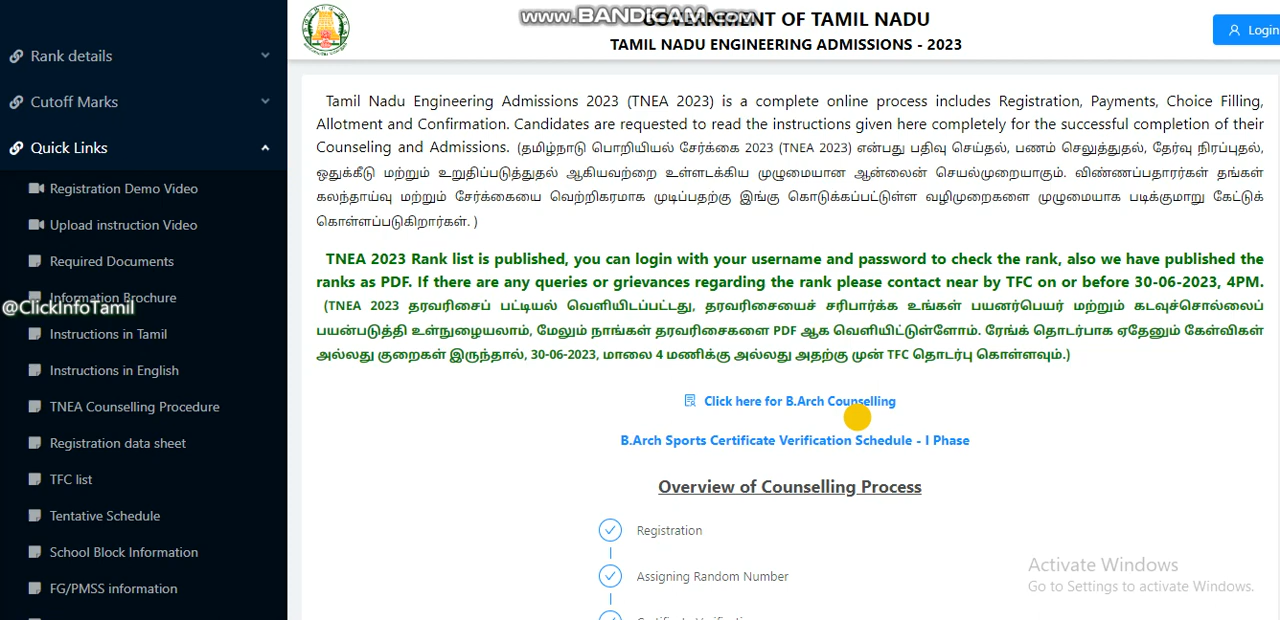 www.BANDICAM.com
GOVERNMENT OF TAMIL NADU
TAMIL NADU ENGINEERING ADMISSIONS - 2023
Login
Rank details
Cutoff Marks
Quick Links
Registration Demo Video
Upload instruction Video
Required Documents
Information Brochure
@ClickInfoTamil
Instructions in Tamil
Instructions in English
TNEA Counselling Procedure
Registration data sheet
TFC list
Tentative Schedule
School Block Information
FG/PMSS information
Tamil Nadu Engineering Admissions 2023 (TNEA 2023) is a complete online process includes Registration, Payments, Choice Filling,
Allotment and Confirmation. Candidates are requested to read the instructions given here completely for the successful completion of their
Counseling and Admissions. (தமிழ்நாடு பொறியியல் சேர்க்கை 2023 (TNEA 2023) என்பது பதிவு செய்தல், பணம் செலுத்துதல், தேர்வு நிரப்புதல்,
ஒதுக்கீடு மற்றும் உறுதிப்படுத்துதல் ஆகியவற்றை உள்ளடக்கிய முழுமையான ஆன்லைன் செயல்முறையாகும். விண்ணப்பதாரர்கள் தங்கள்
கலந்தாய்வு மற்றும் சேர்க்கையை வெற்றிகரமாக முடிப்பதற்கு இங்கு கொடுக்கப்பட்டுள்ள வழிமுறைகளை முழுமையாக படிக்குமாறு கேட்டுக்
கொள்ளப்படுகிறார்கள். )
TNEA 2023 Rank list is published, you can login with your username and password to check the rank, also we have published the
ranks as PDF. If there are any queries or grievances regarding the rank please contact near by TFC on or before 30-06-2023, 4PM.
(TNEA 2023 தரவரிசைப் பட்டியல் வெளியிடப்பட்டது, தரவரிசையைச் சரிபார்க்க உங்கள் பயனர்பெயர் மற்றும் கடவுச்சொல்லைப்
பயன்படுத்தி உள்நுழையலாம், மேலும் நாங்கள் தரவரிசைகளை PDF ஆக வெளியிட்டுள்ளோம். ரேங்க் தொடர்பாக ஏதேனும் கேள்விகள்
அல்லது குறைகள் இருந்தால், 30-06-2023, மாலை 4 மணிக்கு அல்லது அதற்கு முன் TFC தொடர்பு கொள்ளவும்.)
Click here for B.Arch Counselling
B.Arch Sports Certificate Verification Schedule - I Phase
Overview of Counselling Process
Registration
Assigning Random Number
Activate Windows
Go to Settings to activate Windows.